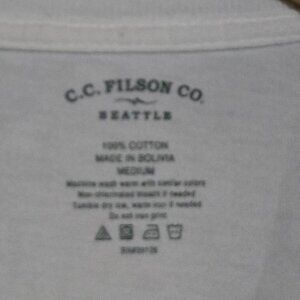 C.C. FILSON CO.
SEATTLE
100% COTTON
MADE IN BOLIVIA
MEDIUM
Machine wash warm with similar colors
Non-chlorinated bleach if needed
Tumble dry low, warm iron if needed
Do not iron print